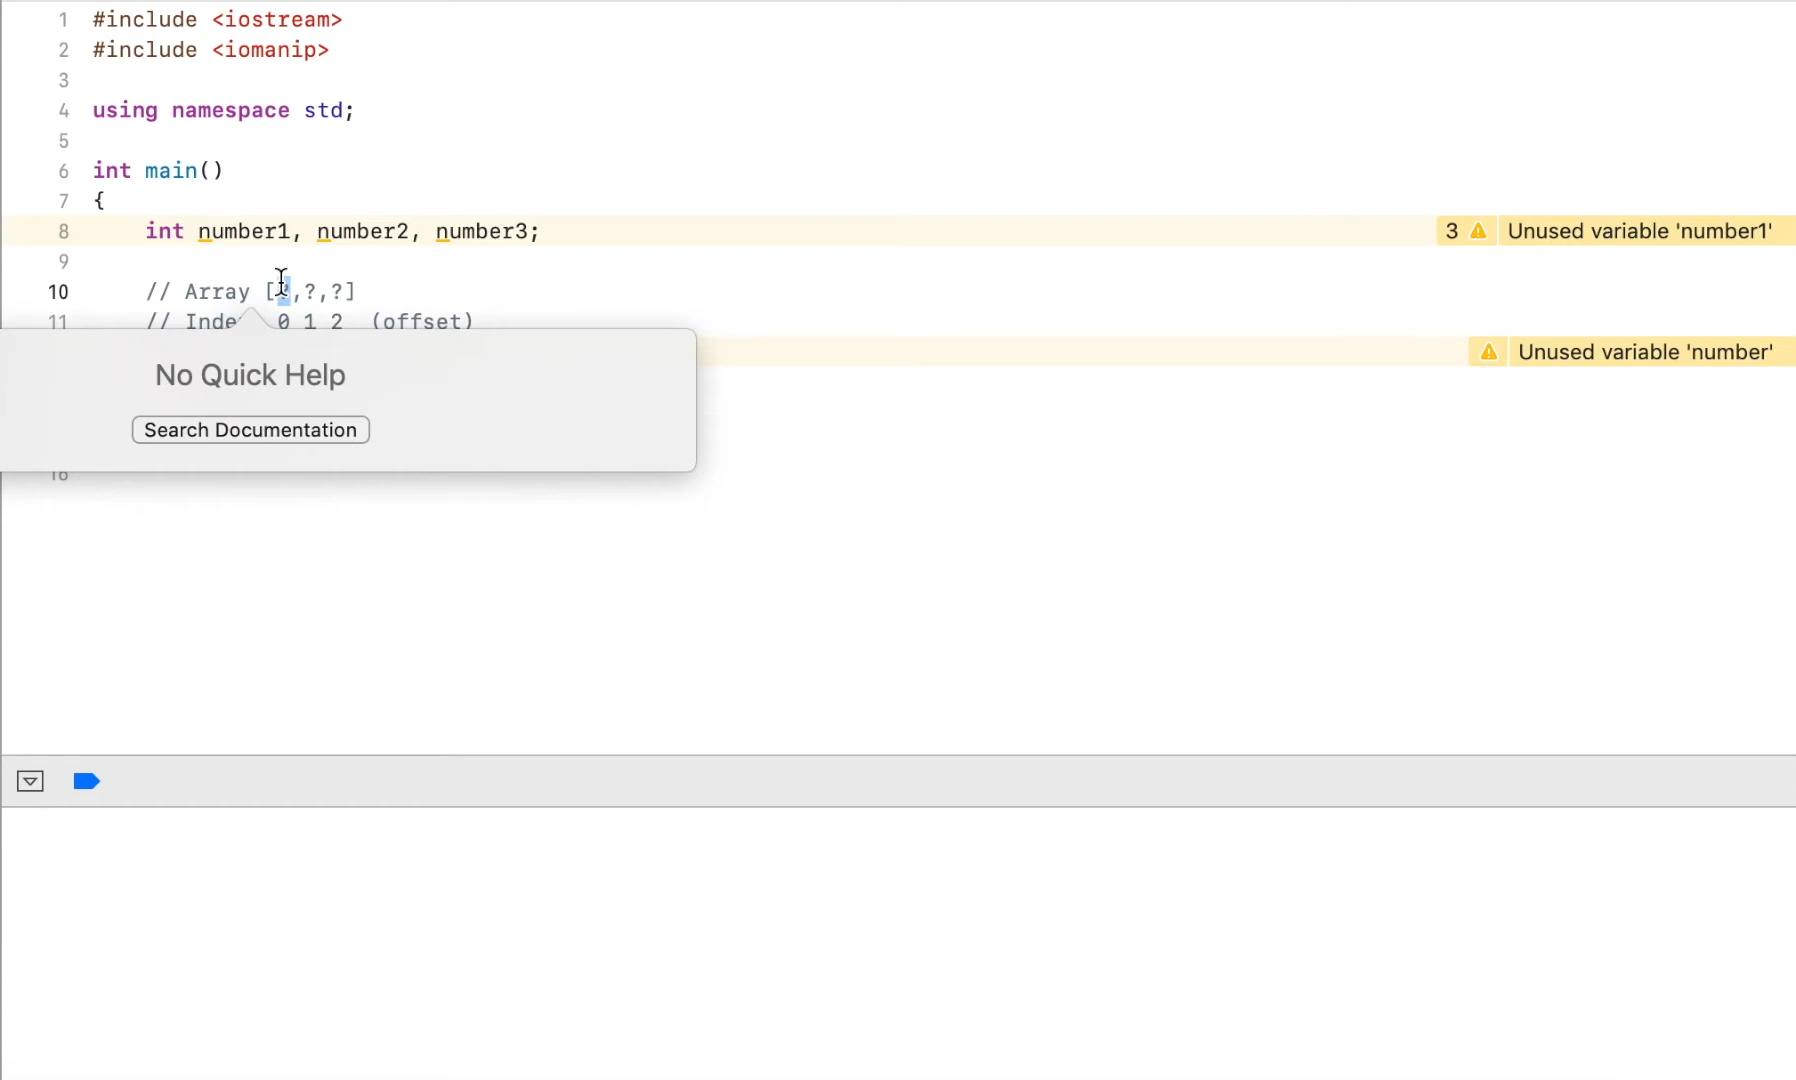 1 #include <iostream>
2 #include <iomanip>
3
4 using namespace std;
5
6 int main()
7 {
8 int number1, number2, number3; 3 Unused variable 'number1'
9
10 // Array [?,?,?]
11 // Inde 0 1 2 (offset)
Unused variable 'number'
No Quick Help
Search Documentation
16